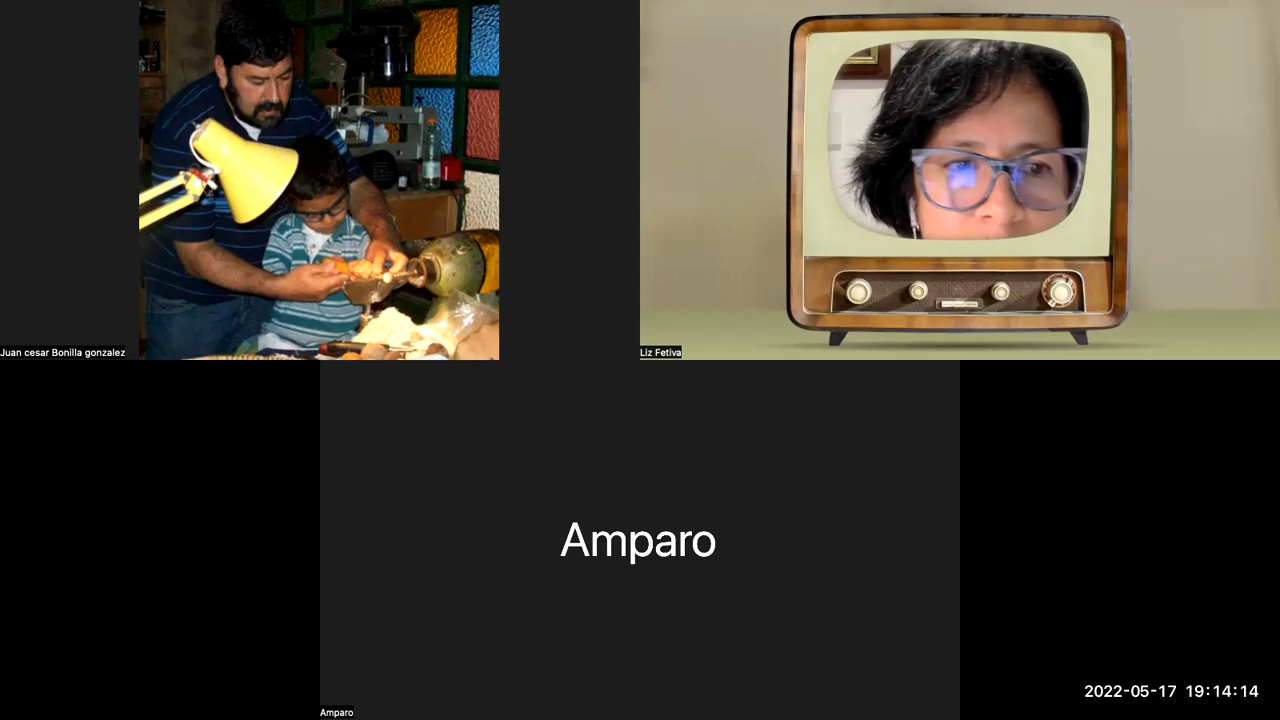 Juan cesar Bonilla gonzalez
Liz Fetiva
Amparo
Amparo
2022-05-17 19:14:14